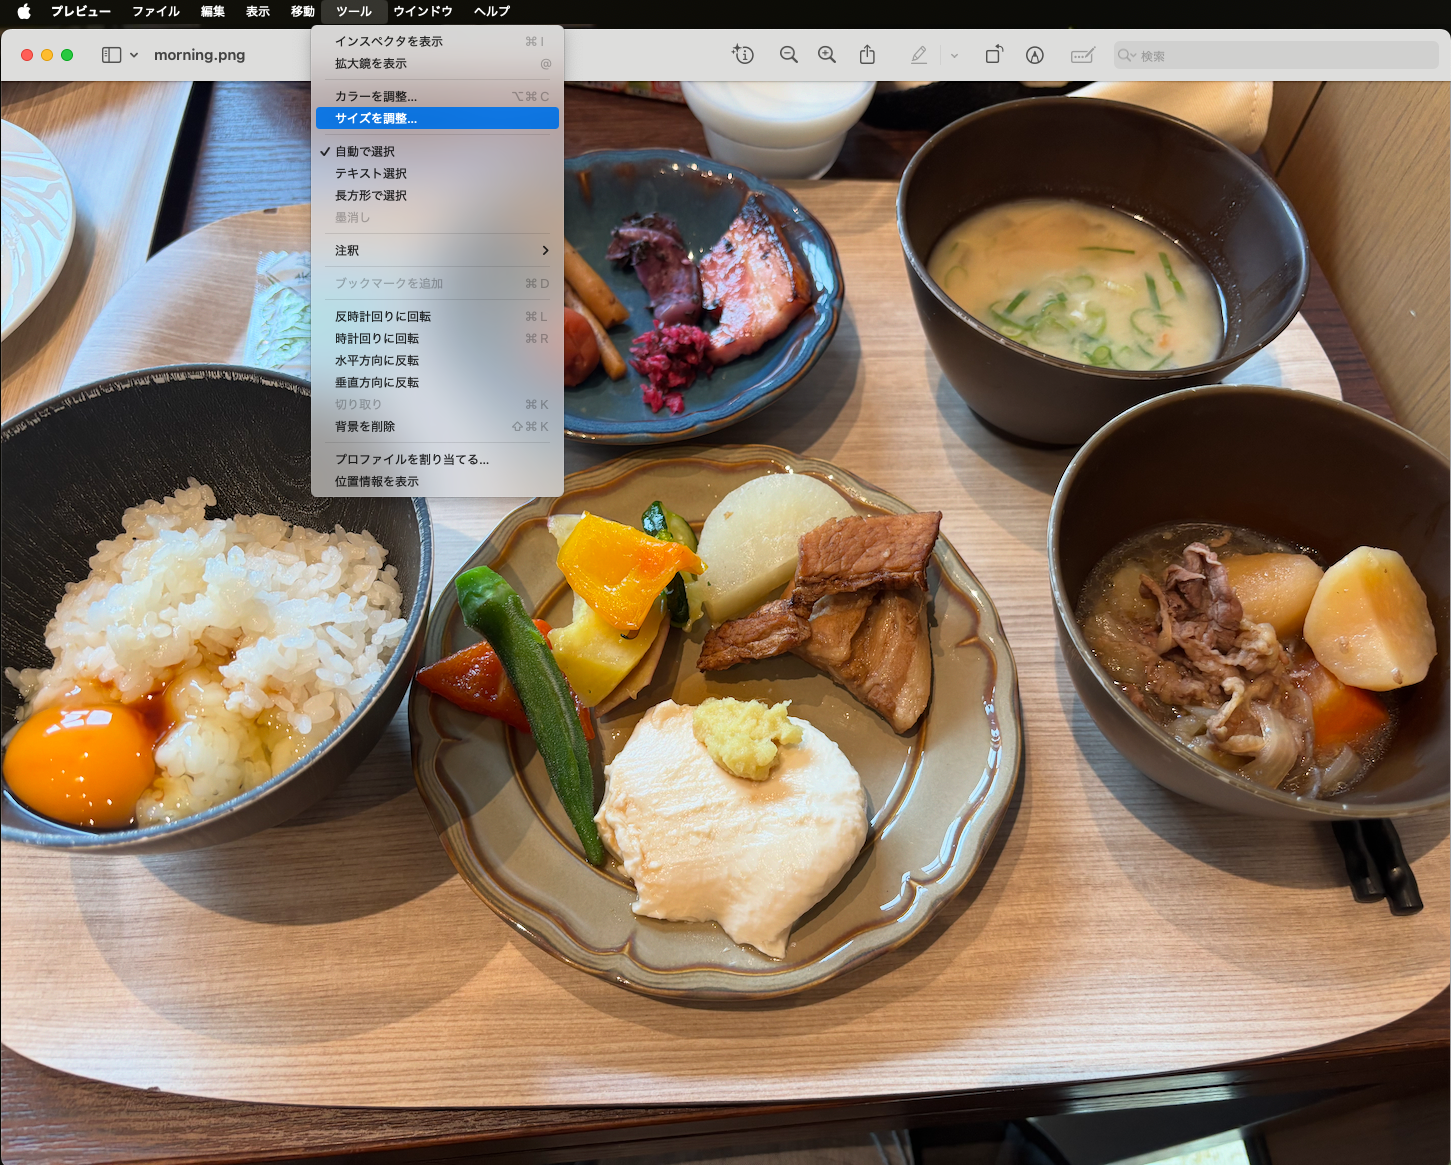 プレビュー ファイル 編集 表示 移動 ツール ウインドウ ヘルプ
morning.png
検索
インスペクタを表示 ⌘ I
拡大鏡を表示 @
カラーを調整... ⌥ ⌘ C
サイズを調整...
✓ 自動で選択
テキスト選択
長方形で選択
墨消し
注釈 >
ブックマークを追加 ⌘ D
反時計回りに回転 ⌘ L
時計回りに回転 ⌘ R
水平方向に反転
垂直方向に反転
切り取り ⌘ K
背景を削除 ⇧ ⌘ K
プロファイルを割り当てる...
位置情報を表示